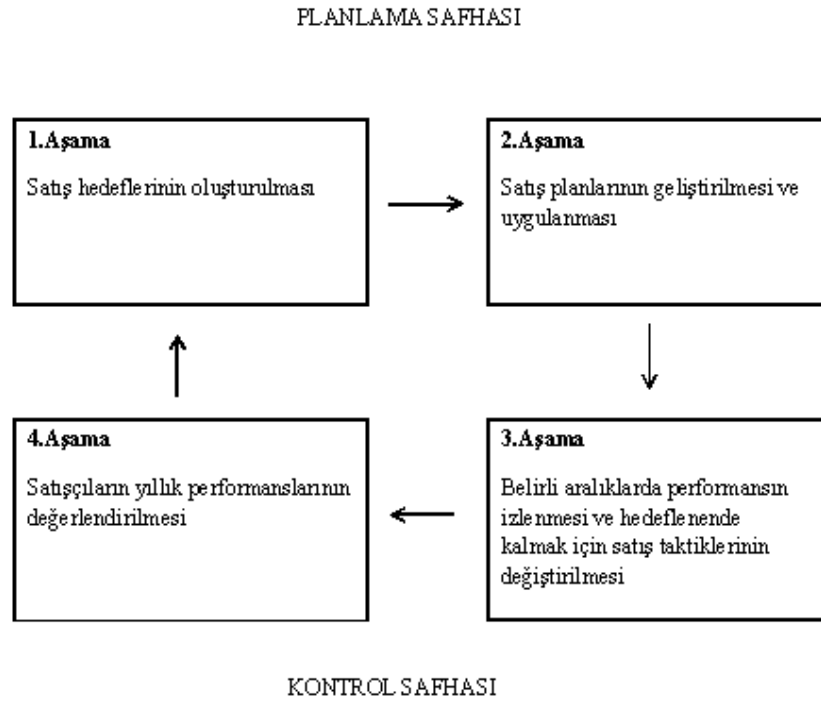 PLANLAMA SAFHASI
1.Aşama
Satış hedeflerinin oluşturulması
2.Aşama
Satış planlarının geliştirilmesi ve
uygulanması
4.Aşama
Satışçıların yıllık performanslarının
değerlendirilmesi
3.Aşama
Belirli aralıklarda performansın
izlenmesi ve hedeflenende
kalmak için satış taktiklerinin
değiştirilmesi
KONTROL SAFHASI